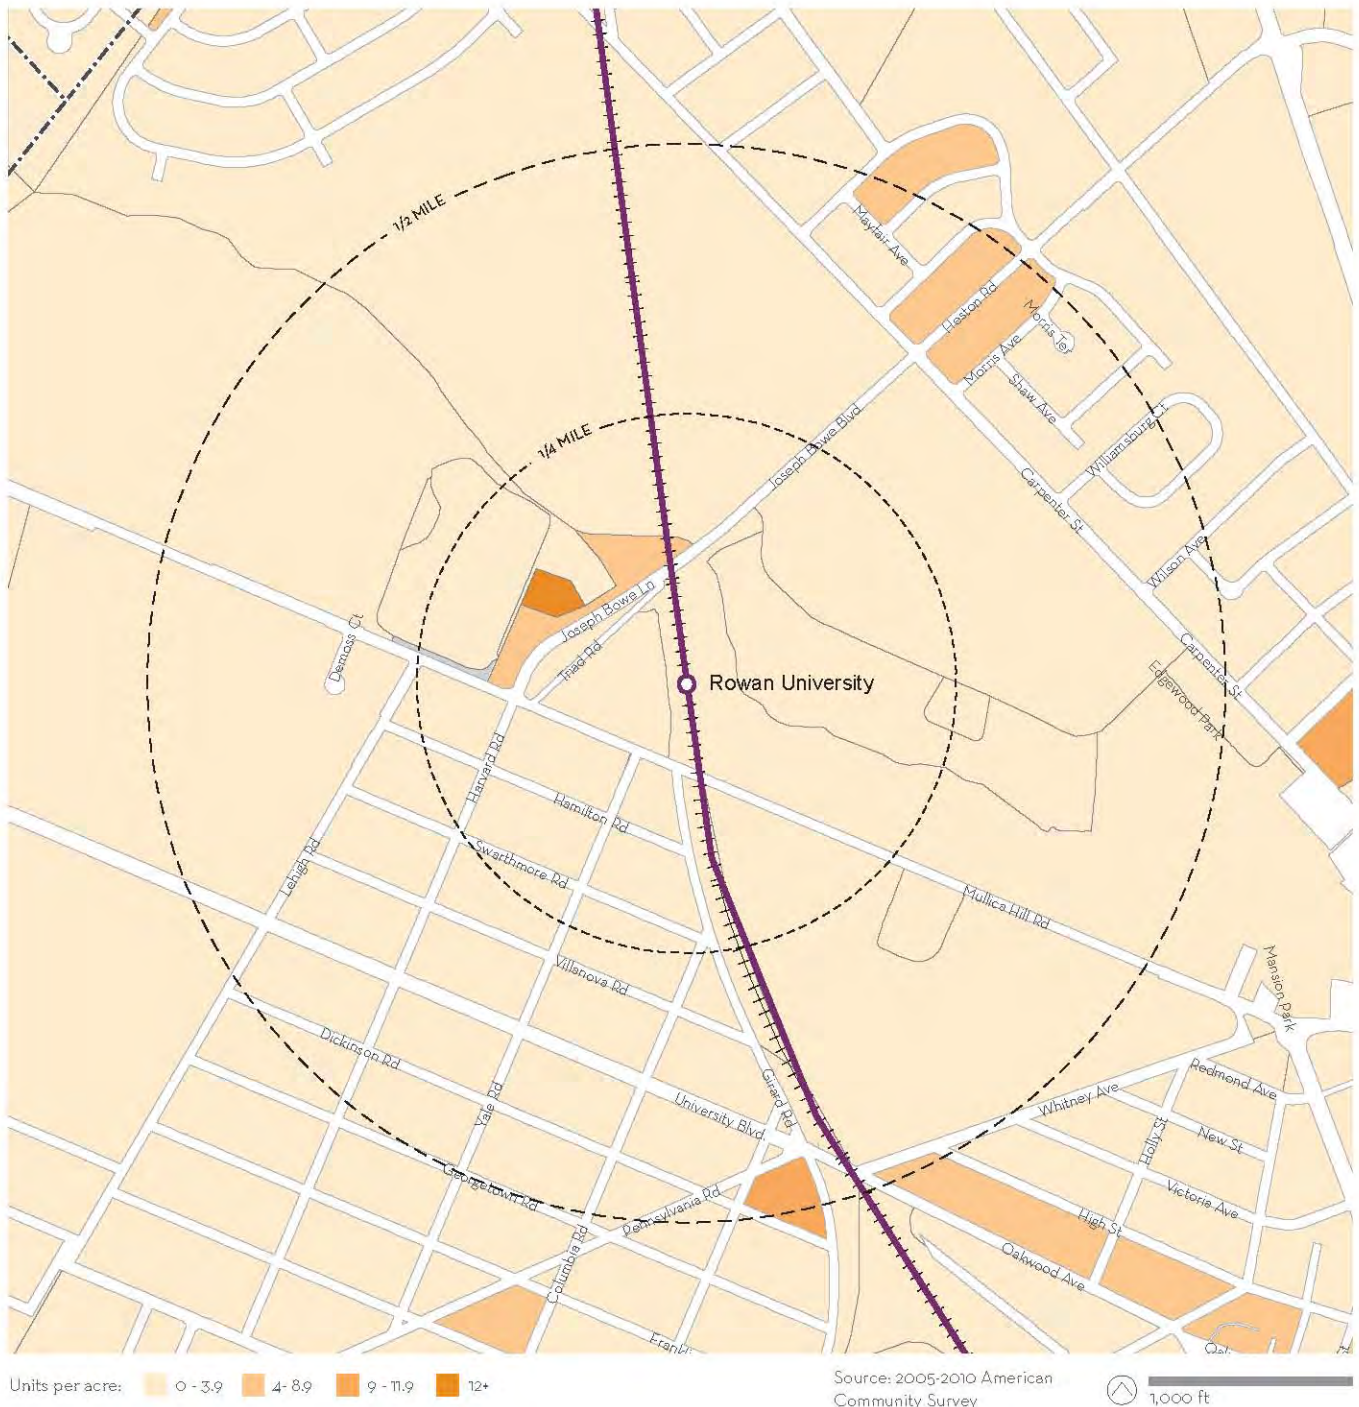 1/2 MILE
Mayfair Ave
Heston Rd
Morris Ter
Morris Ave
Shaw Ave
1/4 MILE
Joseph Bowe Blvd
Williamsburg Ct
Carpenter St
Wilson Ave
Joseph Bowe Ln
Triad Rd
Demoss Ct
Rowan University
Carpenter St
Edgewood Park
Harvard Rd
Hamilton Rd
Swarthmore Rd
Lehigh Rd
Mullica Hill Rd
Villanova Rd
Mansion Park
Dickinson Rd
Yale Rd
Girard Rd
University Blvd.
Whitney Ave
Redmond Ave
New St
Holly St
Georgetown Rd
Pennsylvania Rd
Victoria Ave
High St
Columbia Rd
Oakwood Ave
Units per acre:
0 - 3.9
4- 8.9
9 - 11.9
12+
Source: 2005-2010 American
Community Survey
1,000 ft